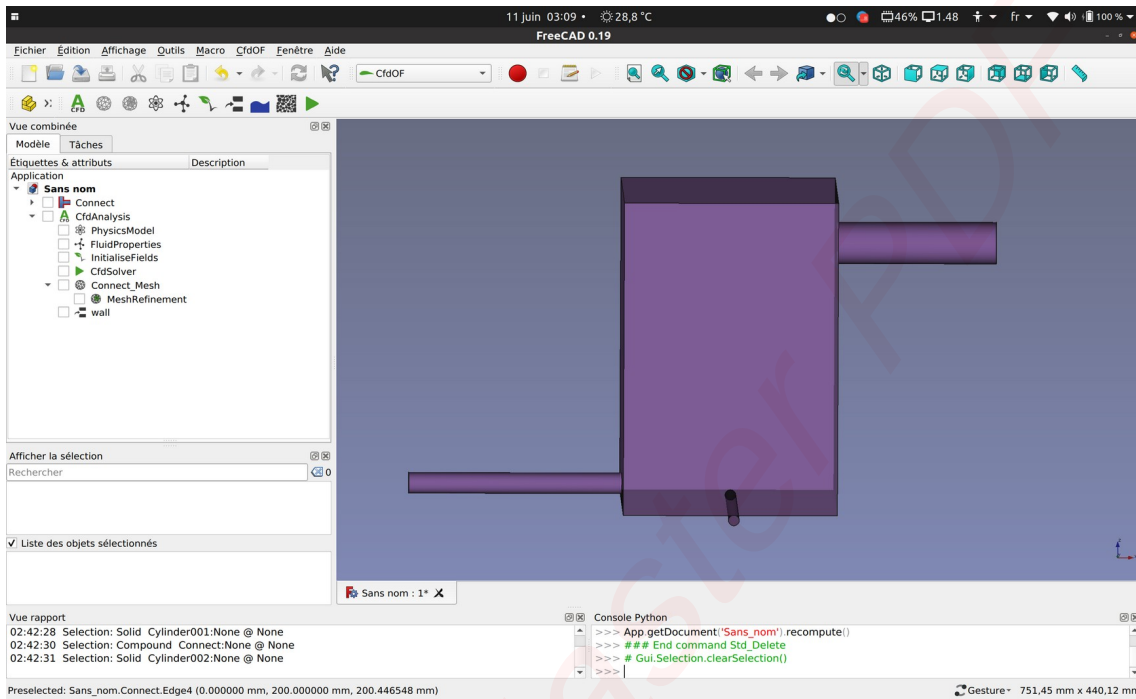 11 juin 03:09 • 28,8 °C 46% 1.48 fr 100 %
FreeCAD 0.19
Fichier Édition Affichage Outils Macro CfdOF Fenêtre Aide
CfdOF
Vue combinée
Modèle Tâches
Étiquettes & attributs Description
Application
Sans nom
Connect
CfdAnalysis
PhysicsModel
FluidProperties
InitialiseFields
CfdSolver
Connect_Mesh
MeshRefinement
wall
Afficher la sélection
Rechercher 0
Liste des objets sélectionnés
Sans nom : 1*
Vue rapport
02:42:28 Selection: Solid Cylinder001:None @ None
02:42:30 Selection: Compound Connect:None @ None
02:42:31 Selection: Solid Cylinder002:None @ None
Console Python
>>> App.getDocument('Sans_nom').recompute()
>>> ### End command Std_Delete
>>> # Gui.Selection.clearSelection()
>>>
Preselected: Sans_nom.Connect.Edge4 (0.000000 mm, 200.000000 mm, 200.446548 mm) Gesture 751,45 mm x 440,12 mm